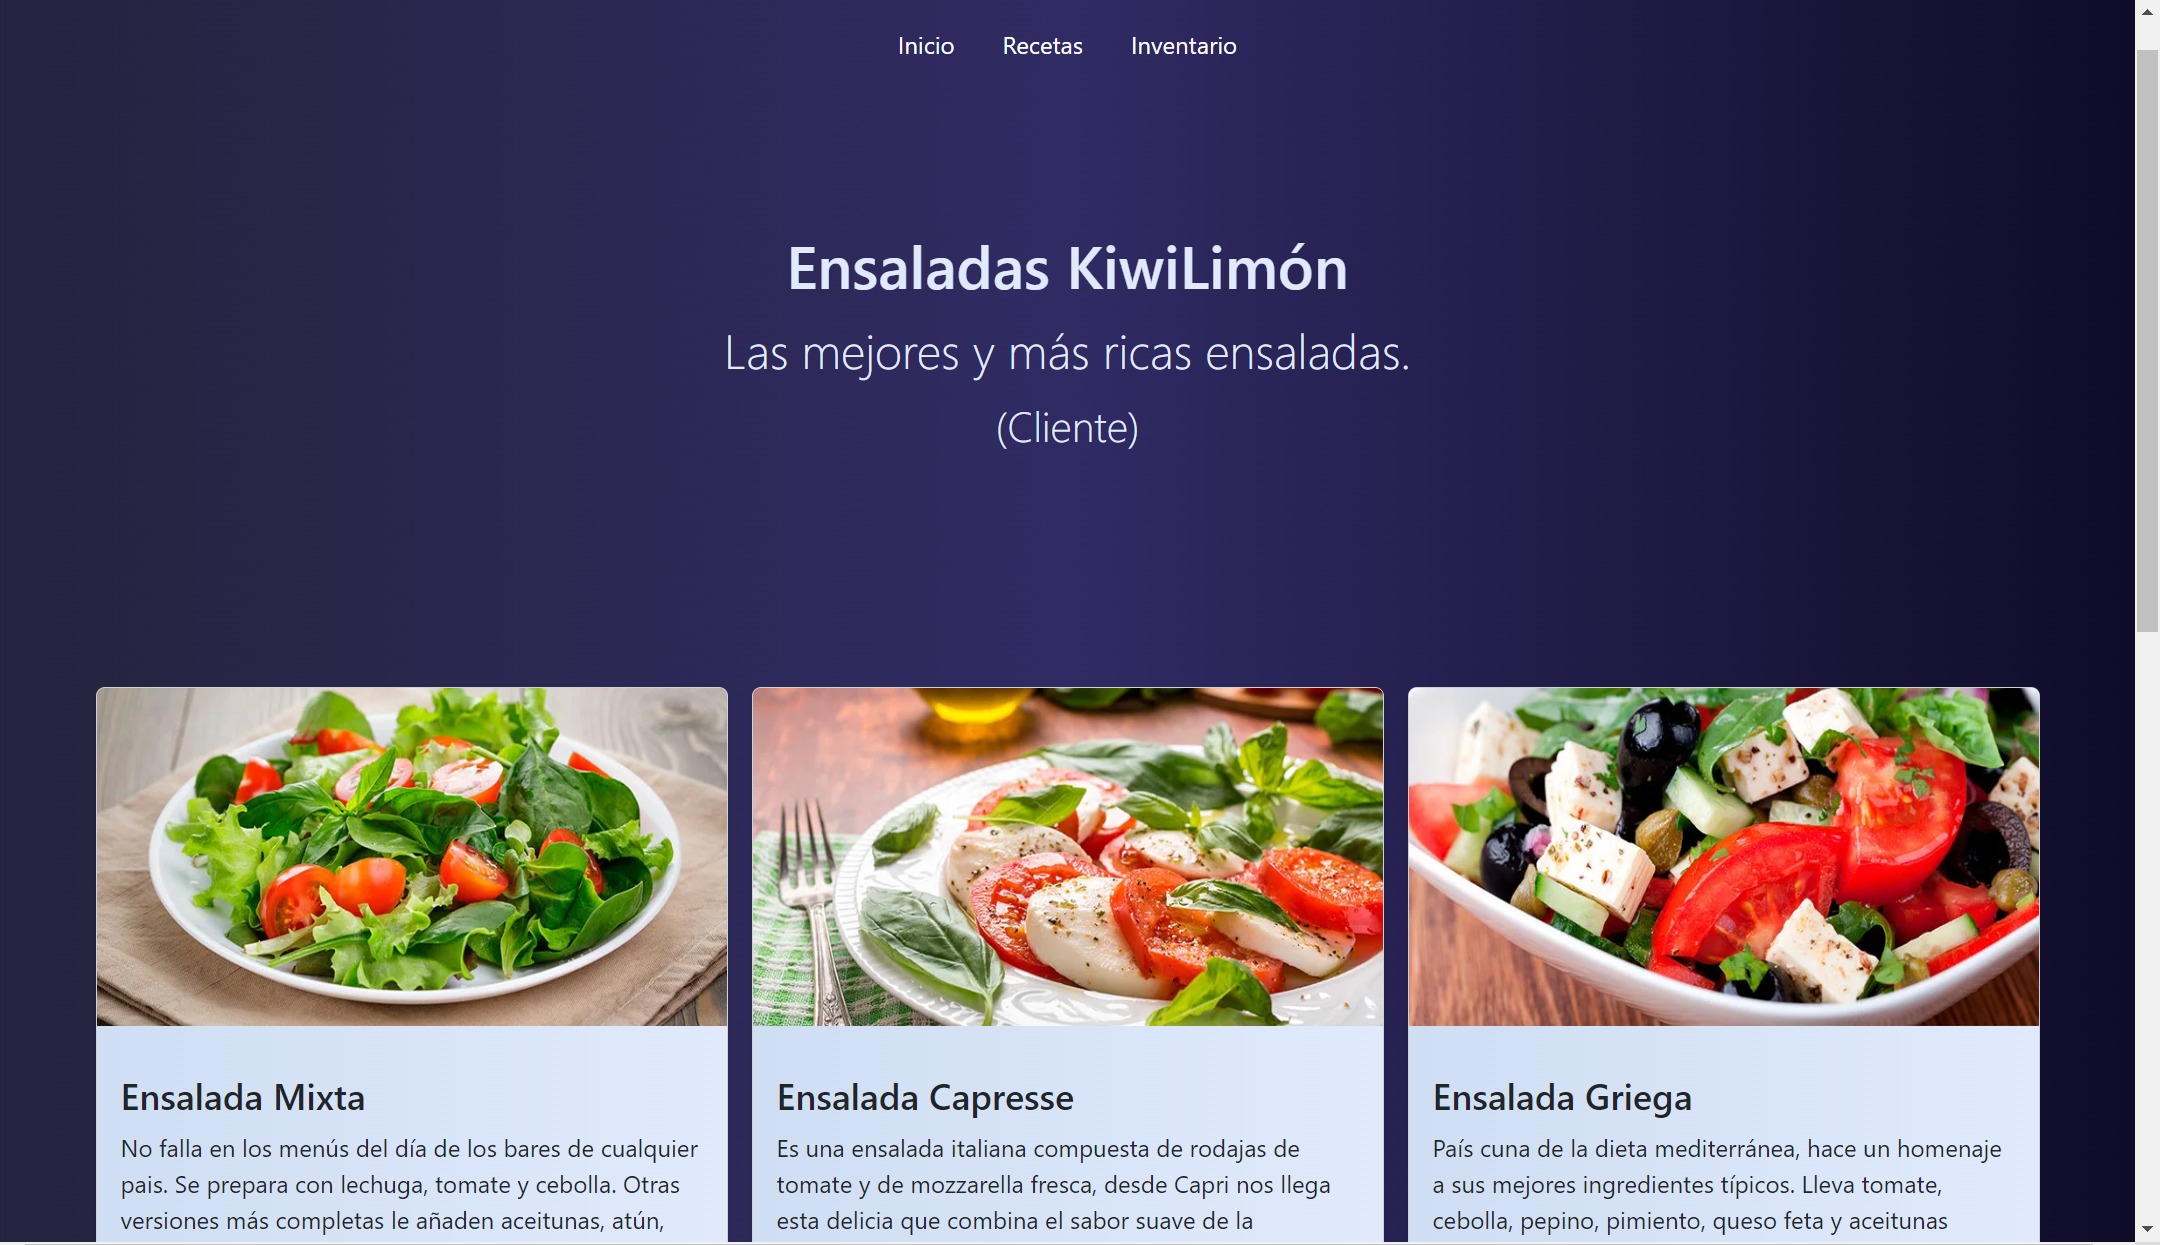 Inicio Recetas Inventario
Ensaladas KiwiLimón
Las mejores y más ricas ensaladas.
(Cliente)
Ensalada Mixta
No falla en los menús del día de los bares de cualquier
pais. Se prepara con lechuga, tomate y cebolla. Otras
versiones más completas le añaden aceitunas, atún,
Ensalada Capresse
Es una ensalada italiana compuesta de rodajas de
tomate y de mozzarella fresca, desde Capri nos llega
esta delicia que combina el sabor suave de la
Ensalada Griega
País cuna de la dieta mediterránea, hace un homenaje
a sus mejores ingredientes típicos. Lleva tomate,
cebolla, pepino, pimiento, queso feta y aceitunas